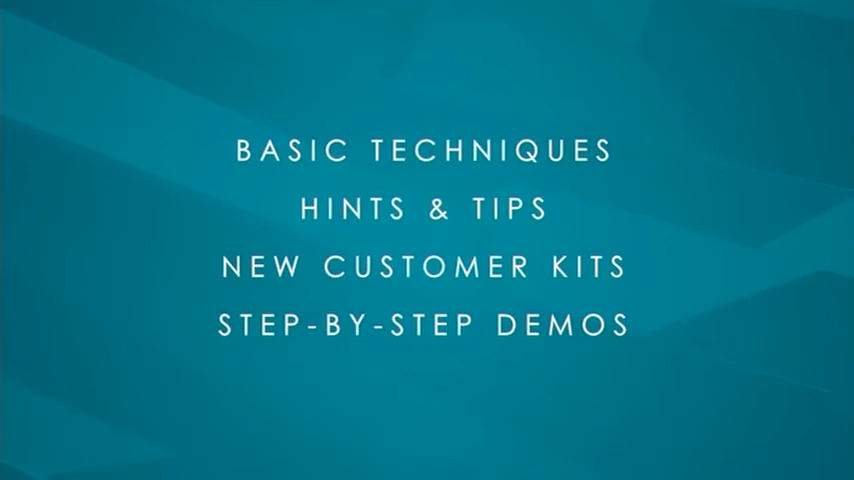 BASIC TECHNIQUES
HINTS & TIPS
NEW CUSTOMER KITS
STEP-BY-STEP DEMOS